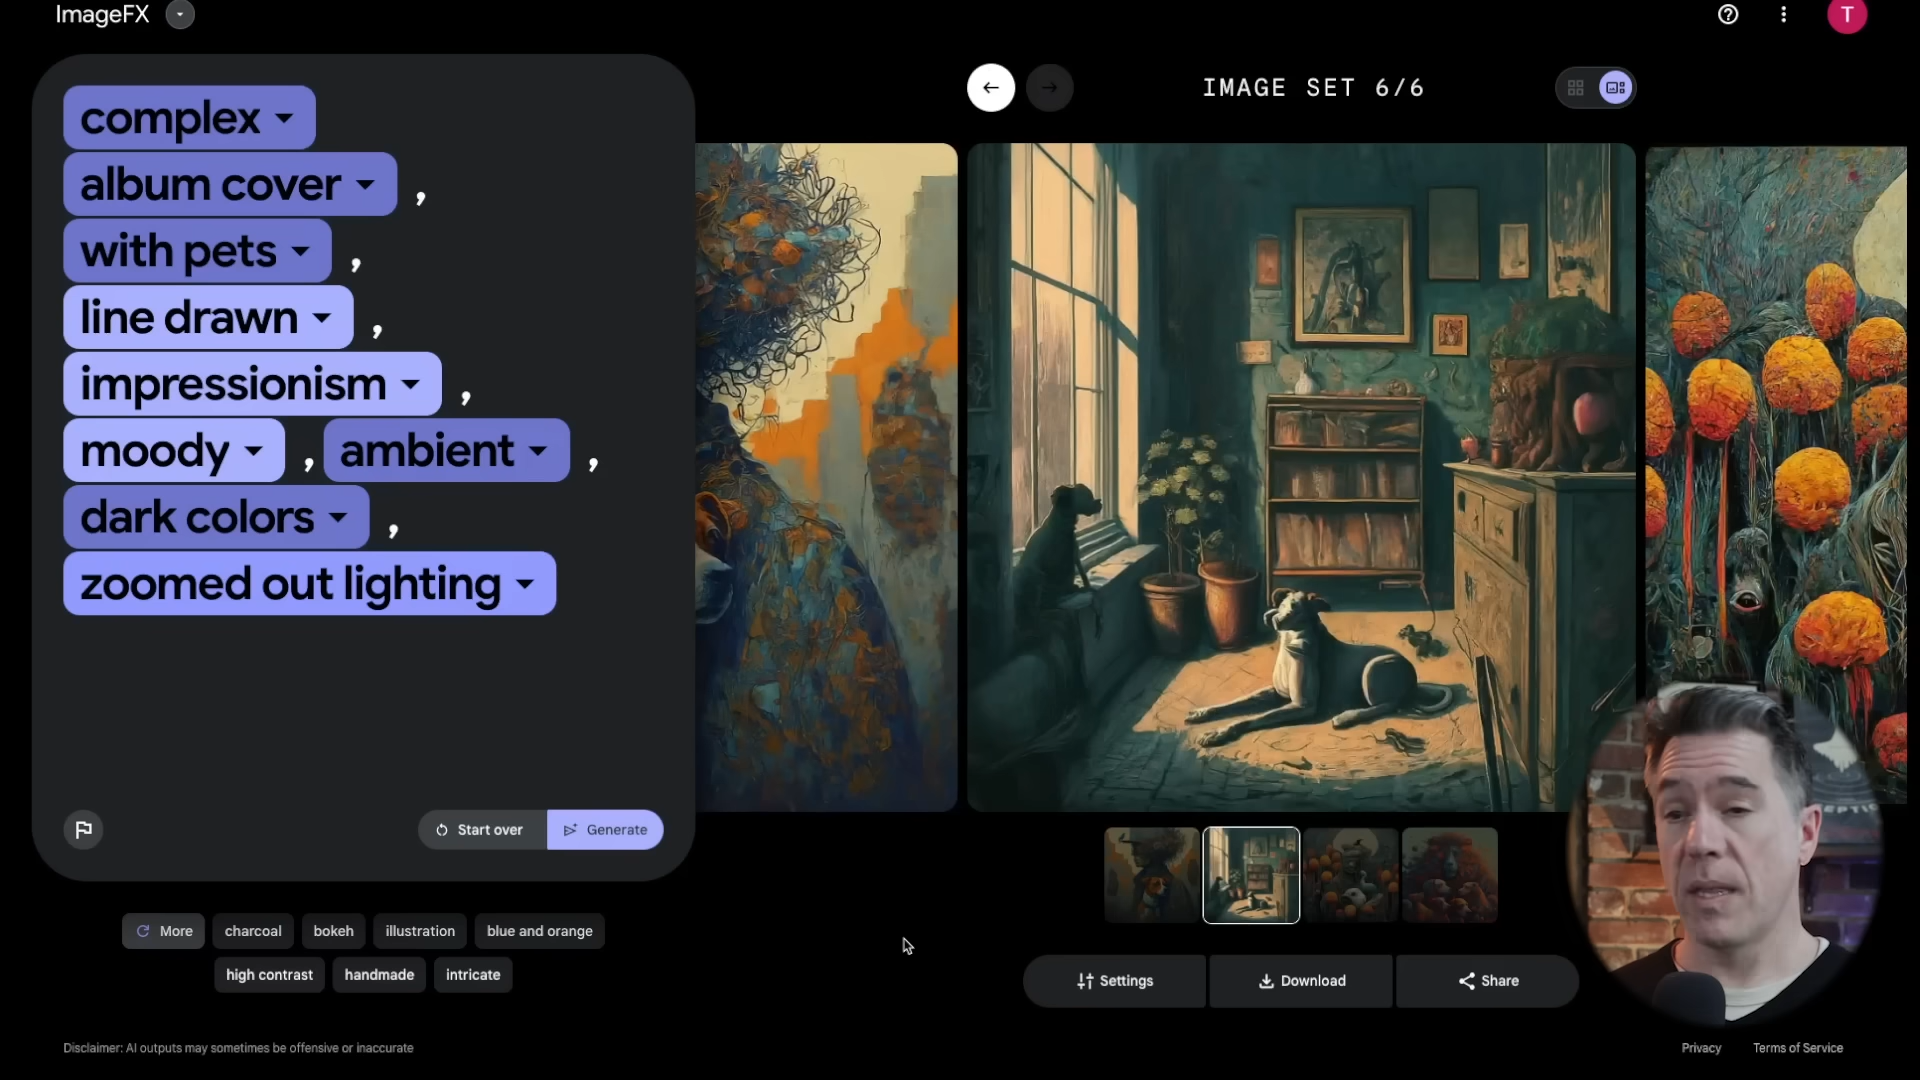 ImageFX
T
complex
album cover ,
with pets ,
line drawn ,
impressionism ,
moody , ambient ,
dark colors ,
zoomed out lighting
Start over
Generate
More
charcoal
bokeh
illustration
blue and orange
high contrast
handmade
intricate
Disclaimer: AI outputs may sometimes be offensive or inaccurate
IMAGE SET 6/6
Settings
Download
Share
Privacy
Terms of Service